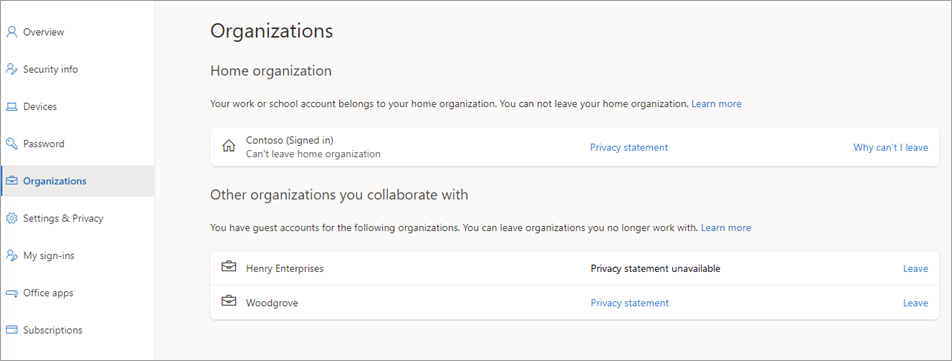 Overview
Security info
Devices
Password
Organizations
Settings & Privacy
My sign-ins
Office apps
Subscriptions
Organizations
Home organization
Your work or school account belongs to your home organization. You can not leave your home organization. Learn more
Contoso (Signed in)
Can't leave home organization
Privacy statement
Why can't I leave
Other organizations you collaborate with
You have guest accounts for the following organizations. You can leave organizations you no longer work with. Learn more
Henry Enterprises Privacy statement unavailable Leave
Woodgrove Privacy statement Leave